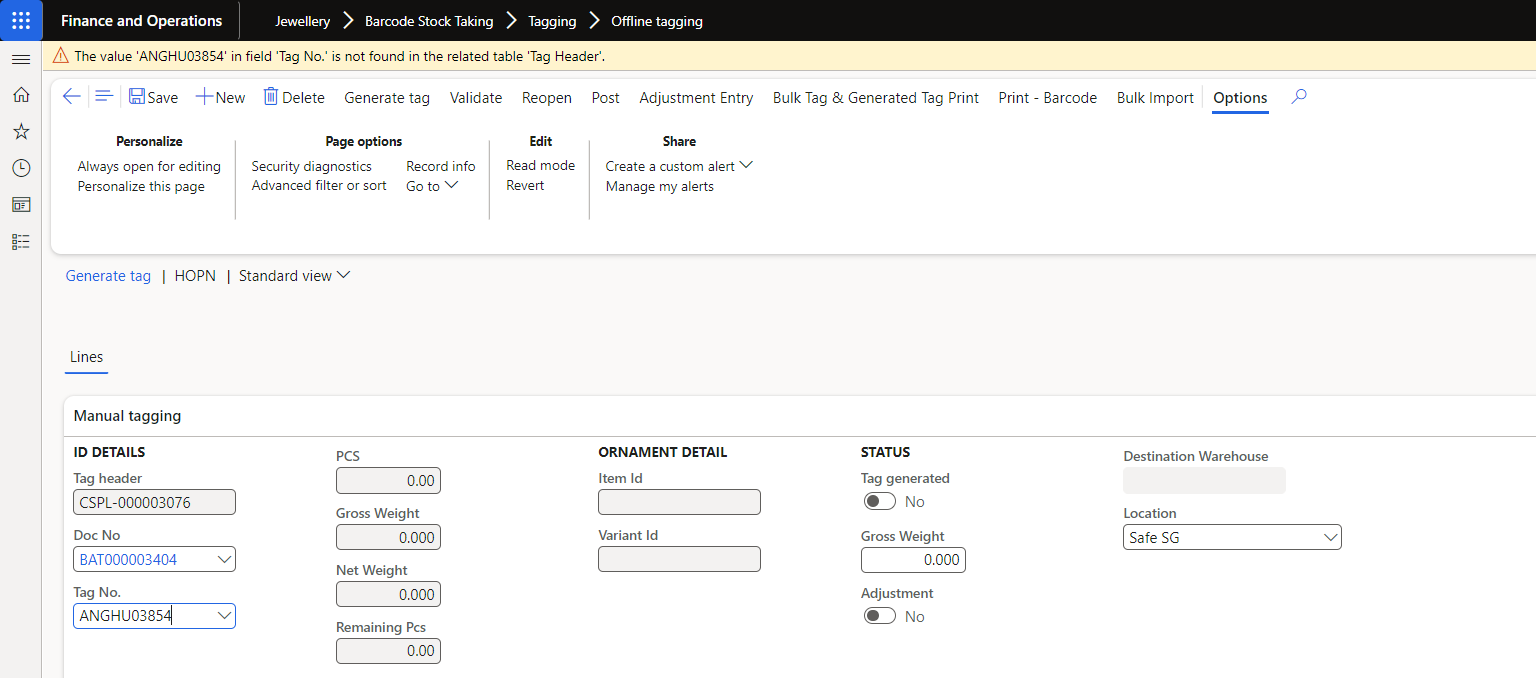 Finance and Operations
Jewellery > Barcode Stock Taking > Tagging > Offline tagging
The value 'ANGHU03854' in field 'Tag No.' is not found in the related table 'Tag Header'.
Save New Delete Generate tag Validate Reopen Post Adjustment Entry Bulk Tag & Generated Tag Print Print - Barcode Bulk Import Options
Personalize
Always open for editing
Personalize this page
Page options
Security diagnostics
Advanced filter or sort
Record info
Go to
Edit
Read mode
Revert
Share
Create a custom alert
Manage my alerts
Generate tag | HOPN | Standard view
Lines
Manual tagging
ID DETAILS
Tag header
CSPL-000003076
Doc No
BAT000003404
Tag No.
ANGHU03854
PCS
0.00
Gross Weight
0.000
Net Weight
0.000
Remaining Pcs
0.00
ORNAMENT DETAIL
Item Id
Variant Id
STATUS
Tag generated
No
Gross Weight
0.000
Adjustment
No
Destination Warehouse
Location
Safe SG